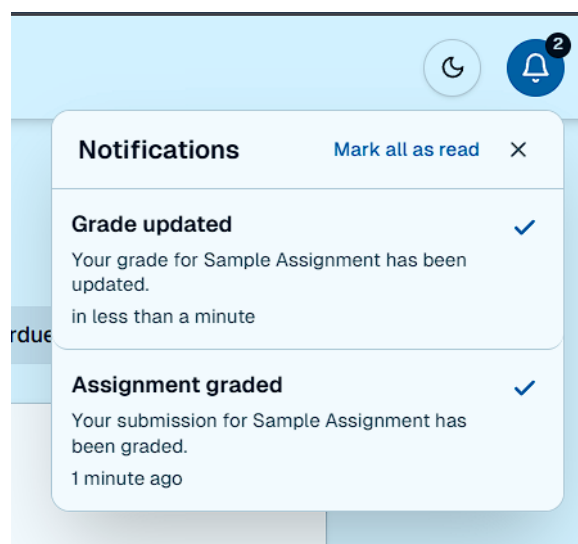 2
Notifications
Mark all as read
Grade updated
Your grade for Sample Assignment has been
updated.
in less than a minute
rdue
Assignment graded
Your submission for Sample Assignment has
been graded.
1 minute ago